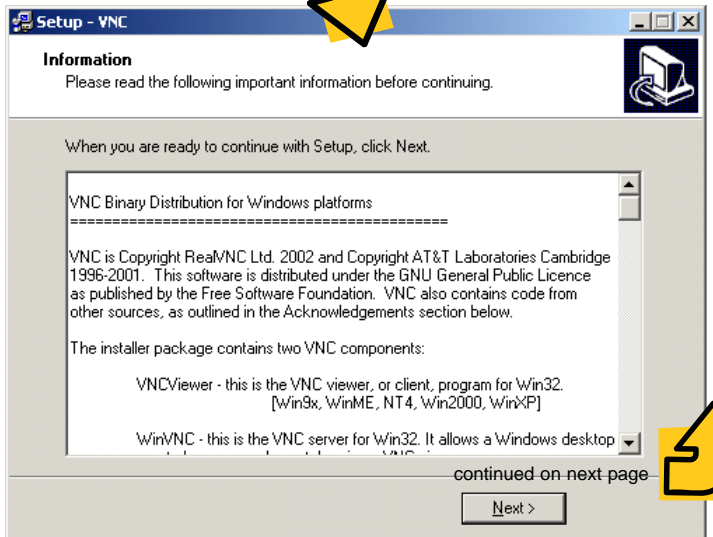 Setup - VNC
Information
Please read the following important information before continuing.
When you are ready to continue with Setup, click Next.
VNC Binary Distribution for Windows platforms
=============================================
VNC is Copyright RealVNC Ltd. 2002 and Copyright AT&T Laboratories Cambridge
1996-2001.  This software is distributed under the GNU General Public Licence
as published by the Free Software Foundation.  VNC also contains code from
other sources, as outlined in the Acknowledgements section below.
The installer package contains two VNC components:
VNCViewer - this is the VNC viewer, or client, program for Win32.
[Win9x, WinME, NT4, Win2000, WinXP]
WinVNC - this is the VNC server for Win32. It allows a Windows desktop
continued on next page
Next >